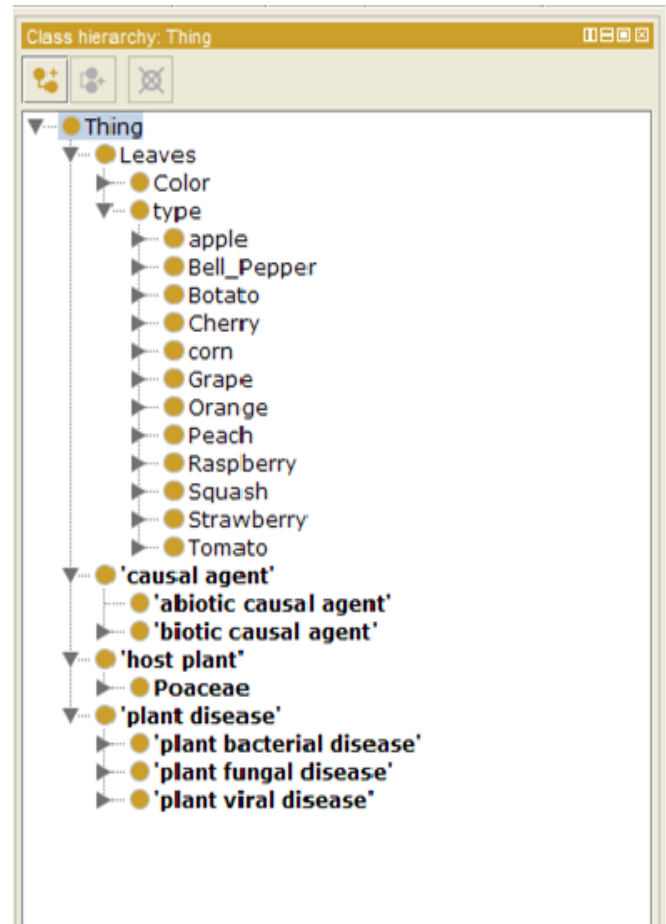 Class hierarchy: Thing
Thing
Leaves
Color
type
apple
Bell_Pepper
Botato
Cherry
corn
Grape
Orange
Peach
Raspberry
Squash
Strawberry
Tomato
'causal agent'
'abiotic causal agent'
'biotic causal agent'
'host plant'
Poaceae
'plant disease'
'plant bacterial disease'
'plant fungal disease'
'plant viral disease'